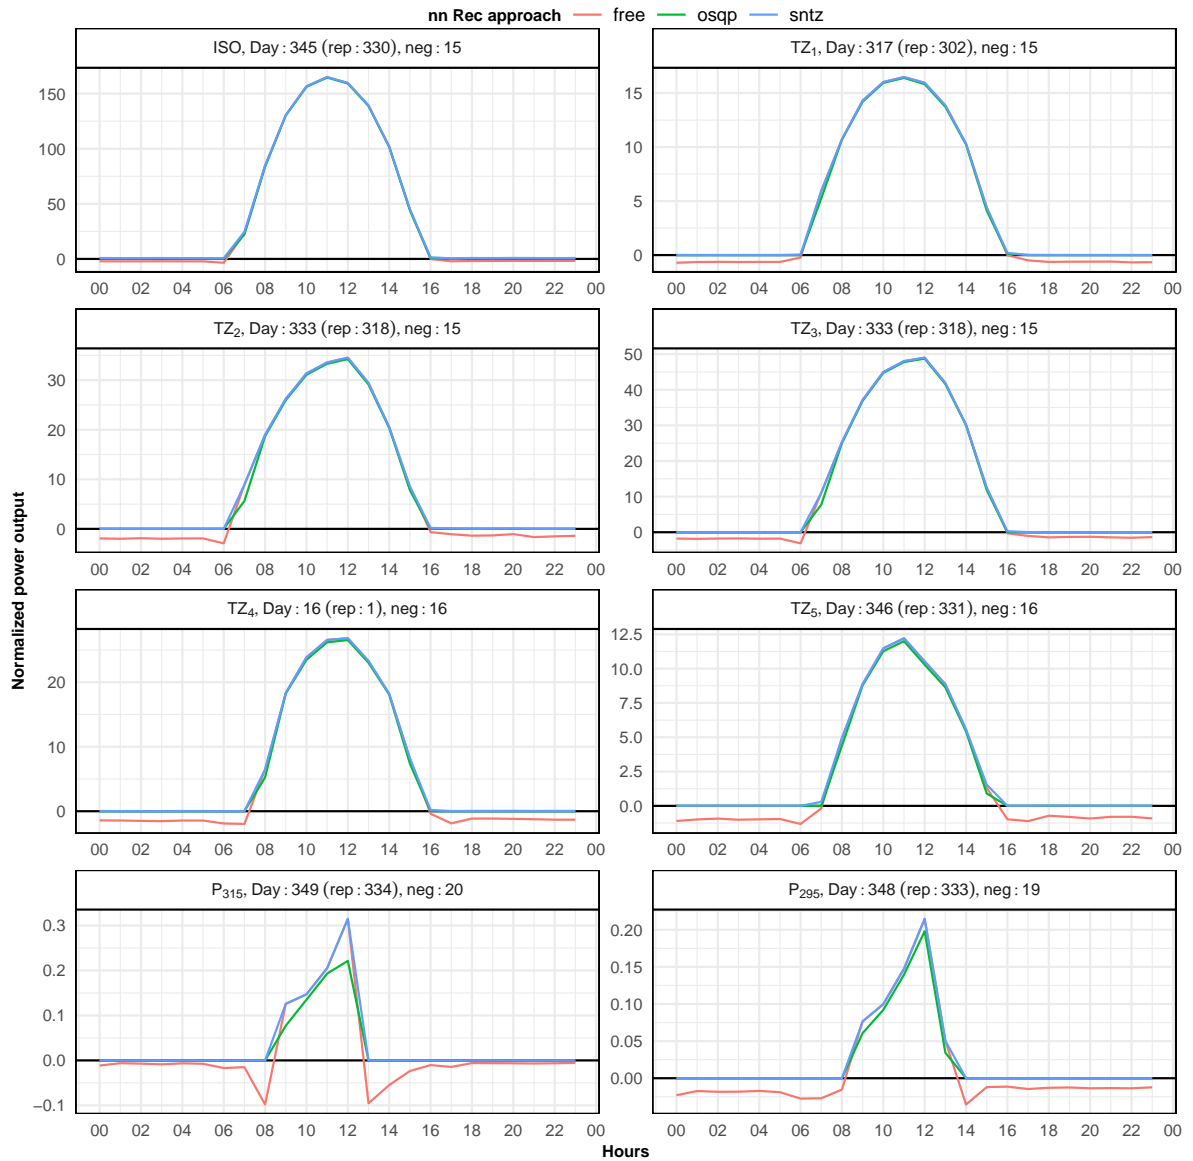 nn Rec approach free osqp sntz
ISO, Day : 345 (rep : 330), neg : 15
TZ₁, Day : 317 (rep : 302), neg : 15
150
100
50
0
15
10
5
0
00 02 04 06 08 10 12 14 16 18 20 22 00
00 02 04 06 08 10 12 14 16 18 20 22 00
TZ₂, Day : 333 (rep : 318), neg : 15
TZ₃, Day : 333 (rep : 318), neg : 15
30
20
10
0
50
40
30
20
10
0
00 02 04 06 08 10 12 14 16 18 20 22 00
00 02 04 06 08 10 12 14 16 18 20 22 00
Normalized power output
TZ₄, Day : 16 (rep : 1), neg : 16
TZ₅, Day : 346 (rep : 331), neg : 16
20
10
0
12.5
10.0
7.5
5.0
2.5
0.0
00 02 04 06 08 10 12 14 16 18 20 22 00
00 02 04 06 08 10 12 14 16 18 20 22 00
P₃₁₅, Day : 349 (rep : 334), neg : 20
P₂₉₅, Day : 348 (rep : 333), neg : 19
0.3
0.2
0.1
0.0
−0.1
0.20
0.15
0.10
0.05
0.00
00 02 04 06 08 10 12 14 16 18 20 22 00
00 02 04 06 08 10 12 14 16 18 20 22 00
Hours